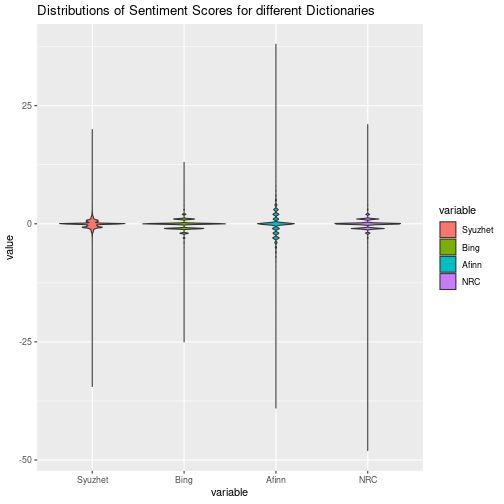 Distributions of Sentiment Scores for different Dictionaries
value
25
0
-25
-50
Syuzhet Bing Afinn NRC
variable
variable
Syuzhet
Bing
Afinn
NRC